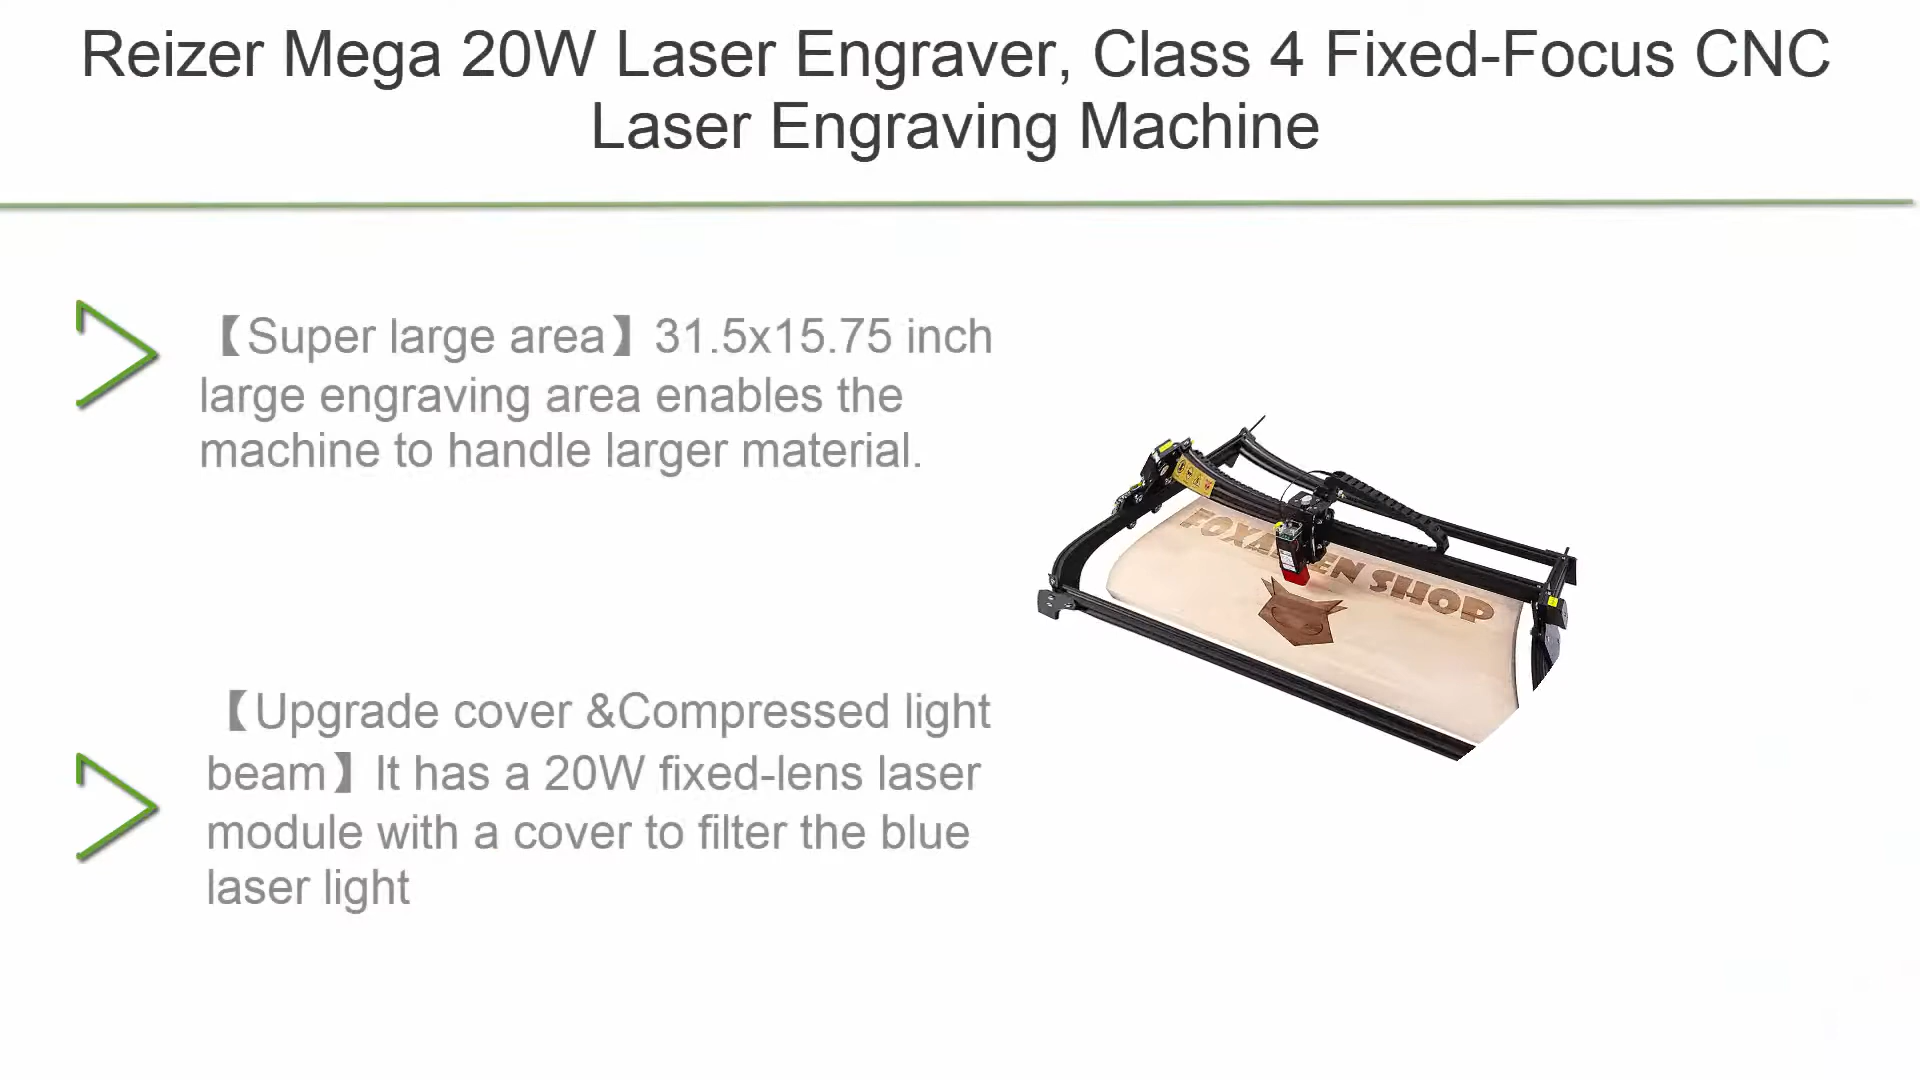 Reizer Mega 20W Laser Engraver, Class 4 Fixed-Focus CNC
Laser Engraving Machine
【Super large area】31.5x15.75 inch
large engraving area enables the
machine to handle larger material.
SHOP
【Upgrade cover &Compressed light
beam】It has a 20W fixed-lens laser
module with a cover to filter the blue
laser light